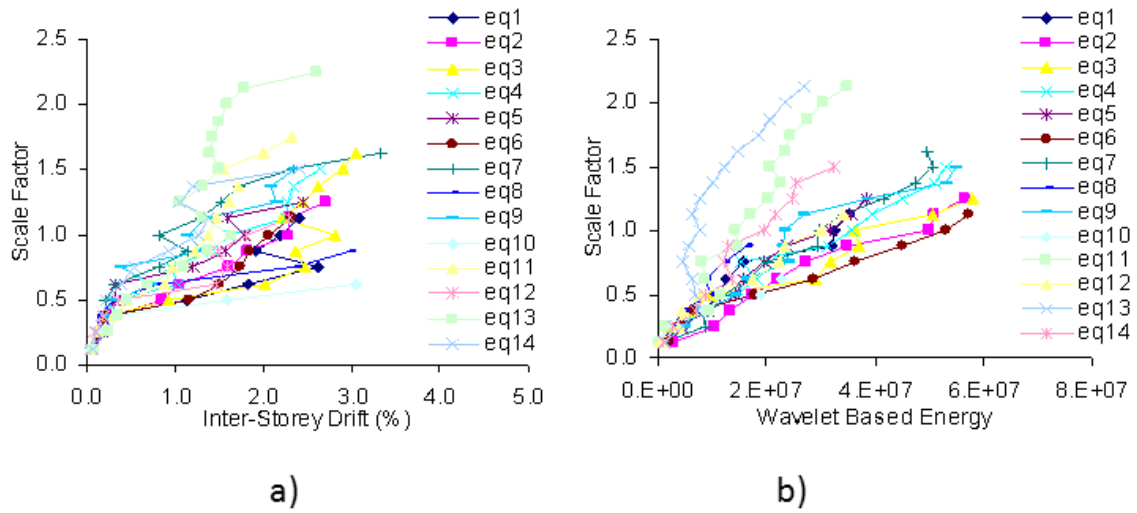 eq1
eq2
eq3
eq4
eq5
eq6
eq7
eq8
eq9
eq10
eq11
eq12
eq13
eq14
2.5
2.0
1.5
1.0
0.5
0.0
Scale Factor
0.0 1.0 2.0 3.0 4.0 5.0
Inter-Storey Drift (%)
a)
eq1
eq2
eq3
eq4
eq5
eq6
eq7
eq8
eq9
eq10
eq11
eq12
eq13
eq14
2.5
2.0
1.5
1.0
0.5
0.0
Scale Factor
0.E+00 2.E+07 4.E+07 6.E+07 8.E+07
Wavelet Based Energy
b)